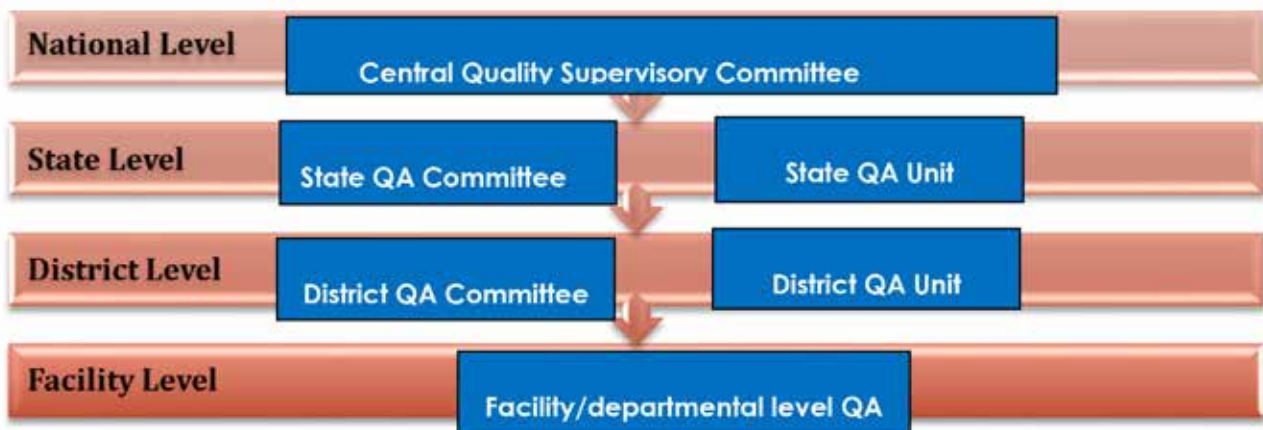 National Level
Central Quality Supervisory Committee
State Level
State QA Committee
State QA Unit
District Level
District QA Committee
District QA Unit
Facility Level
Facility/departmental level QA